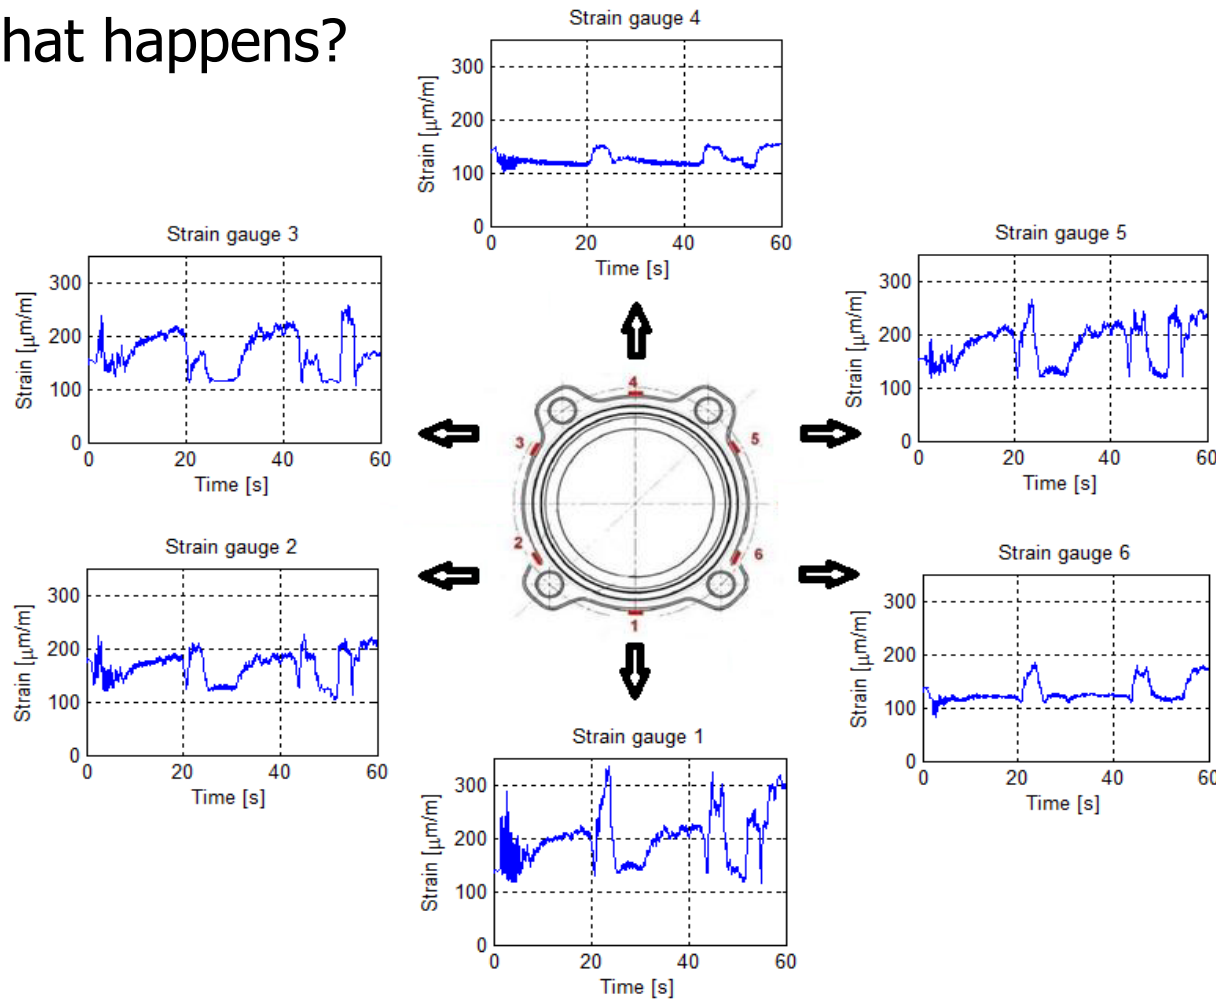 hat happens?
Strain gauge 4
Strain [μm/m]
300
200
100
0
0 20 40 60
Time [s]
Strain gauge 3
Strain [μm/m]
300
200
100
0
0 20 40 60
Time [s]
Strain gauge 5
Strain [μm/m]
300
200
100
0
0 20 40 60
Time [s]
4
3
5
2
6
1
Strain gauge 2
Strain [μm/m]
300
200
100
0
0 20 40 60
Time [s]
Strain gauge 6
Strain [μm/m]
300
200
100
0
0 20 40 60
Time [s]
Strain gauge 1
Strain [μm/m]
300
200
100
0
0 20 40 60
Time [s]